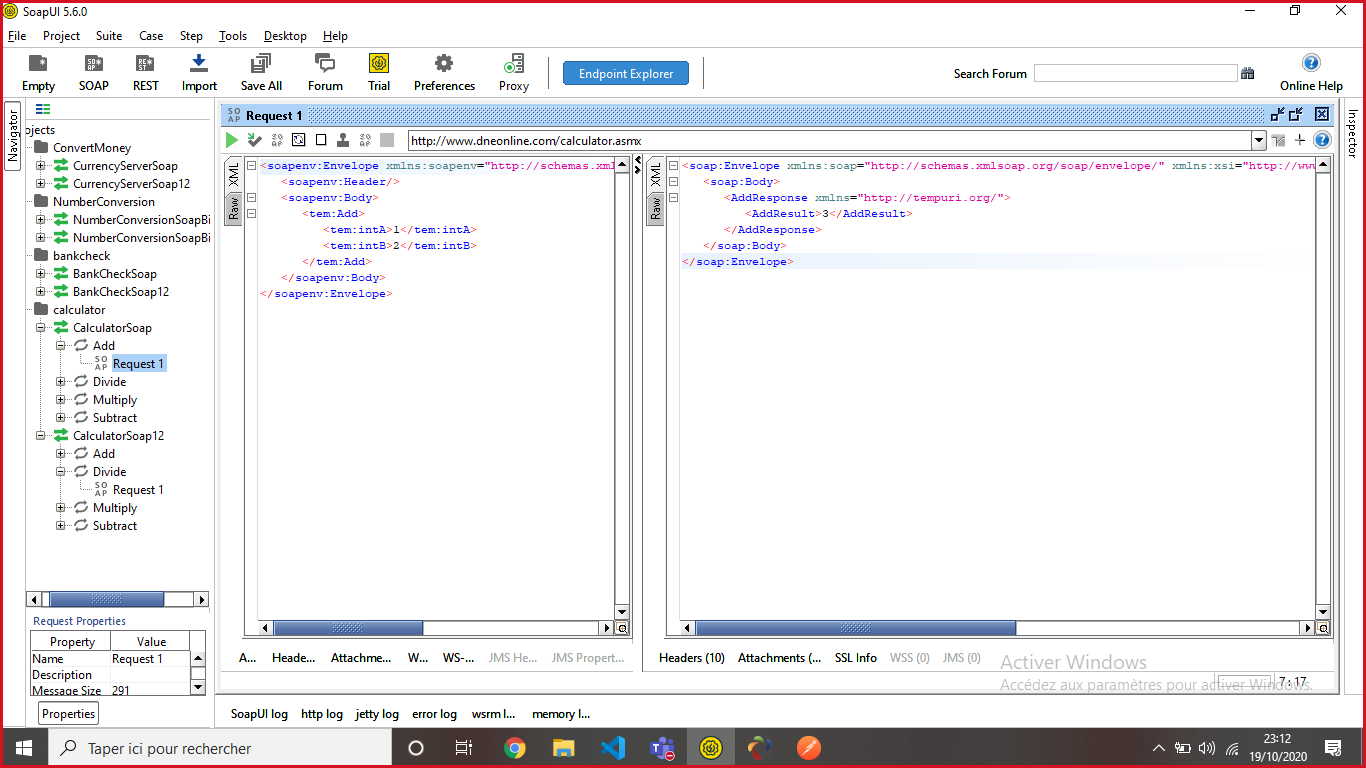 SoapUI 5.6.0
File Project Suite Case Step Tools Desktop Help
Empty SOAP REST Import Save All Forum Trial Preferences Proxy Endpoint Explorer Search Forum Online Help
Navigator
ojects
ConvertMoney
CurrencyServerSoap
CurrencyServerSoap12
NumberConversion
NumberConversionSoapBi
NumberConversionSoapBi
bankcheck
BankCheckSoap
BankCheckSoap12
calculator
CalculatorSoap
Add
Request 1
Divide
Multiply
Subtract
CalculatorSoap12
Add
Divide
Request 1
Multiply
Subtract
Request Properties
Property Value
Name Request 1
Description
Message Size 291
Properties
Request 1
http://www.dneonline.com/calculator.asmx
XML
Raw
<soapenv:Envelope xmlns:soapenv="http://schemas.xml
<soapenv:Header/>
<soapenv:Body>
<tem:Add>
<tem:intA>1</tem:intA>
<tem:intB>2</tem:intB>
</tem:Add>
</soapenv:Body>
</soapenv:Envelope>
A... Heade... Attachme... W... WS-... JMS He... JMS Propert...
XML
Raw
<soap:Envelope xmlns:soap="http://schemas.xmlsoap.org/soap/envelope/" xmlns:xsi="http://www
<soap:Body>
<AddResponse xmlns="http://tempuri.org/">
<AddResult>3</AddResult>
</AddResponse>
</soap:Body>
</soap:Envelope>
Headers (10) Attachments (... SSL Info WSS (0) JMS (0)
7 : 17
Inspector
Activer Windows
Accédez aux paramètres pour activer Windows.
SoapUI log http log jetty log error log wsrm l... memory l...
Taper ici pour rechercher
23:12
19/10/2020